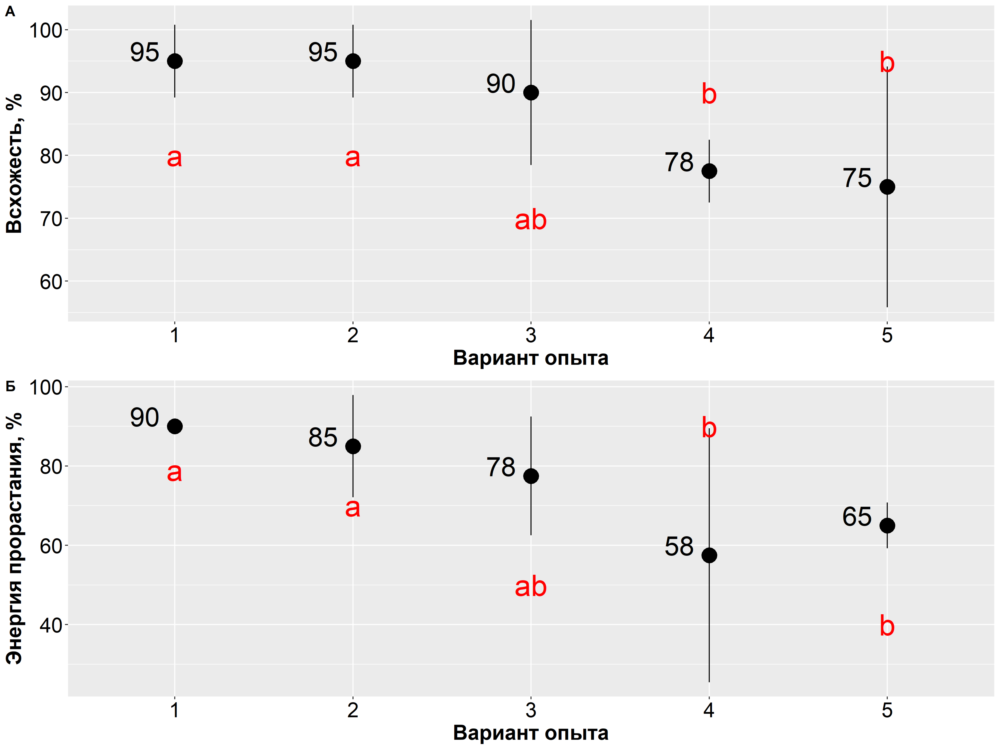 А
Всхожесть, %
100
90
80
70
60
95
95
90
78
75
a
a
ab
b
b
1 2 3 4 5
Вариант опыта
Б
Энергия прорастания, %
100
80
60
40
90
85
78
58
65
a
a
ab
b
b
1 2 3 4 5
Вариант опыта